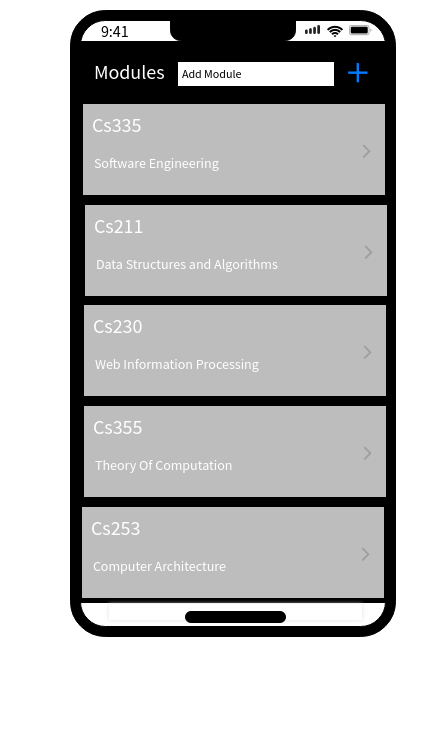 9:41
Modules
Add Module
Cs335
Software Engineering
Cs211
Data Structures and Algorithms
Cs230
Web Information Processing
Cs355
Theory Of Computation
Cs253
Computer Architecture